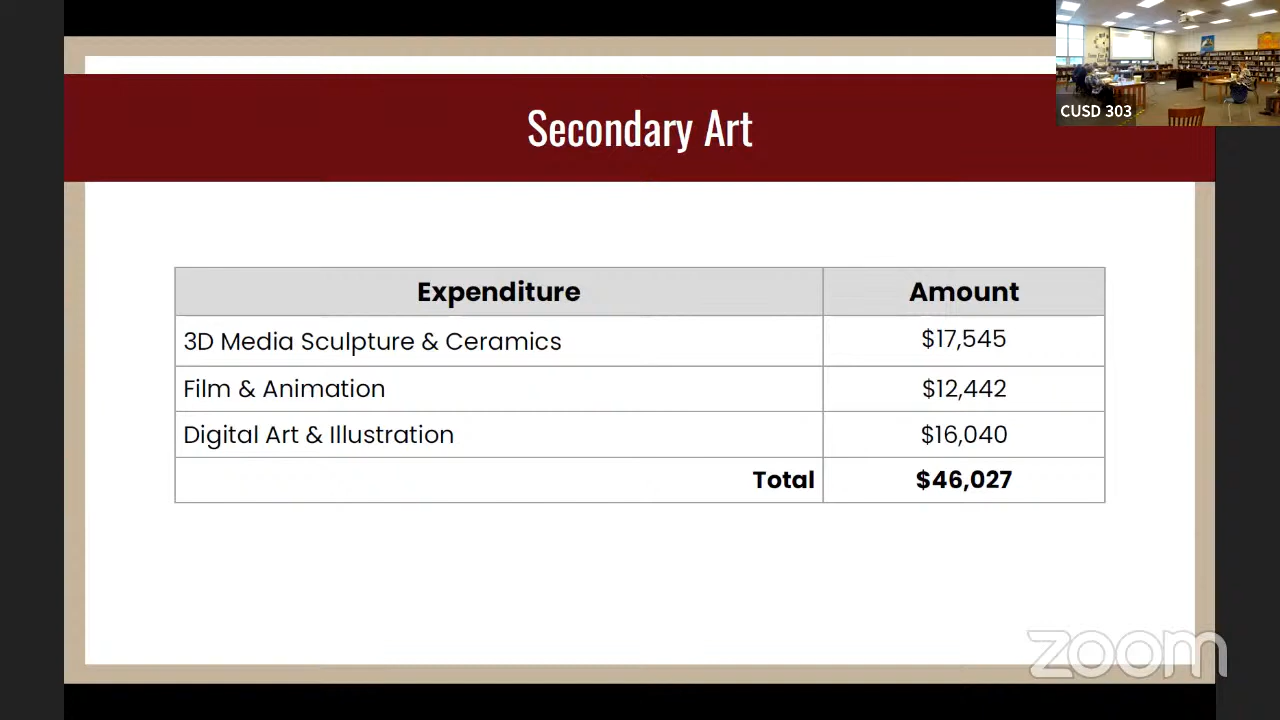 CUSD 303
Secondary Art
Expenditure Amount
3D Media Sculpture & Ceramics $17,545
Film & Animation $12,442
Digital Art & Illustration $16,040
Total $46,027
zoom